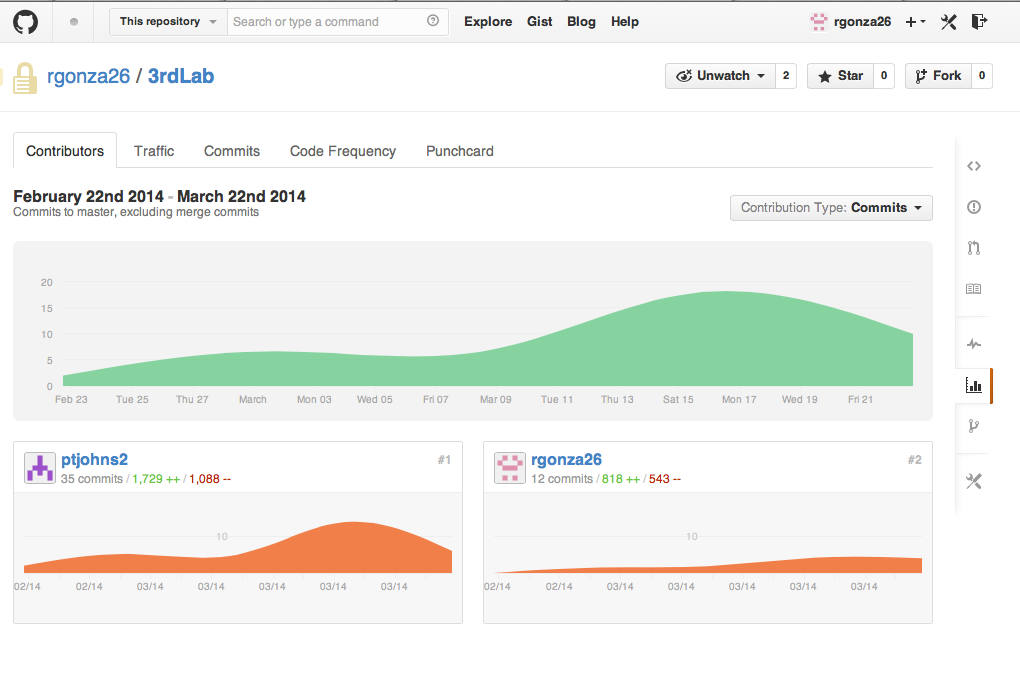 This repository Search or type a command Explore Gist Blog Help rgonza26
rgonza26 / 3rdLab Unwatch 2 Star 0 Fork 0
Contributors Traffic Commits Code Frequency Punchcard
February 22nd 2014 - March 22nd 2014
Commits to master, excluding merge commits
Contribution Type: Commits
20
15
10
5
0
Feb 23 Tue 25 Thu 27 March Mon 03 Wed 05 Fri 07 Mar 09 Tue 11 Thu 13 Sat 15 Mon 17 Wed 19 Fri 21
ptjohns2 #1
35 commits / 1,729 ++ / 1,088 --
10
02/14 02/14 03/14 03/14 03/14 03/14 03/14
rgonza26 #2
12 commits / 818 ++ / 543 --
10
02/14 02/14 03/14 03/14 03/14 03/14 03/14